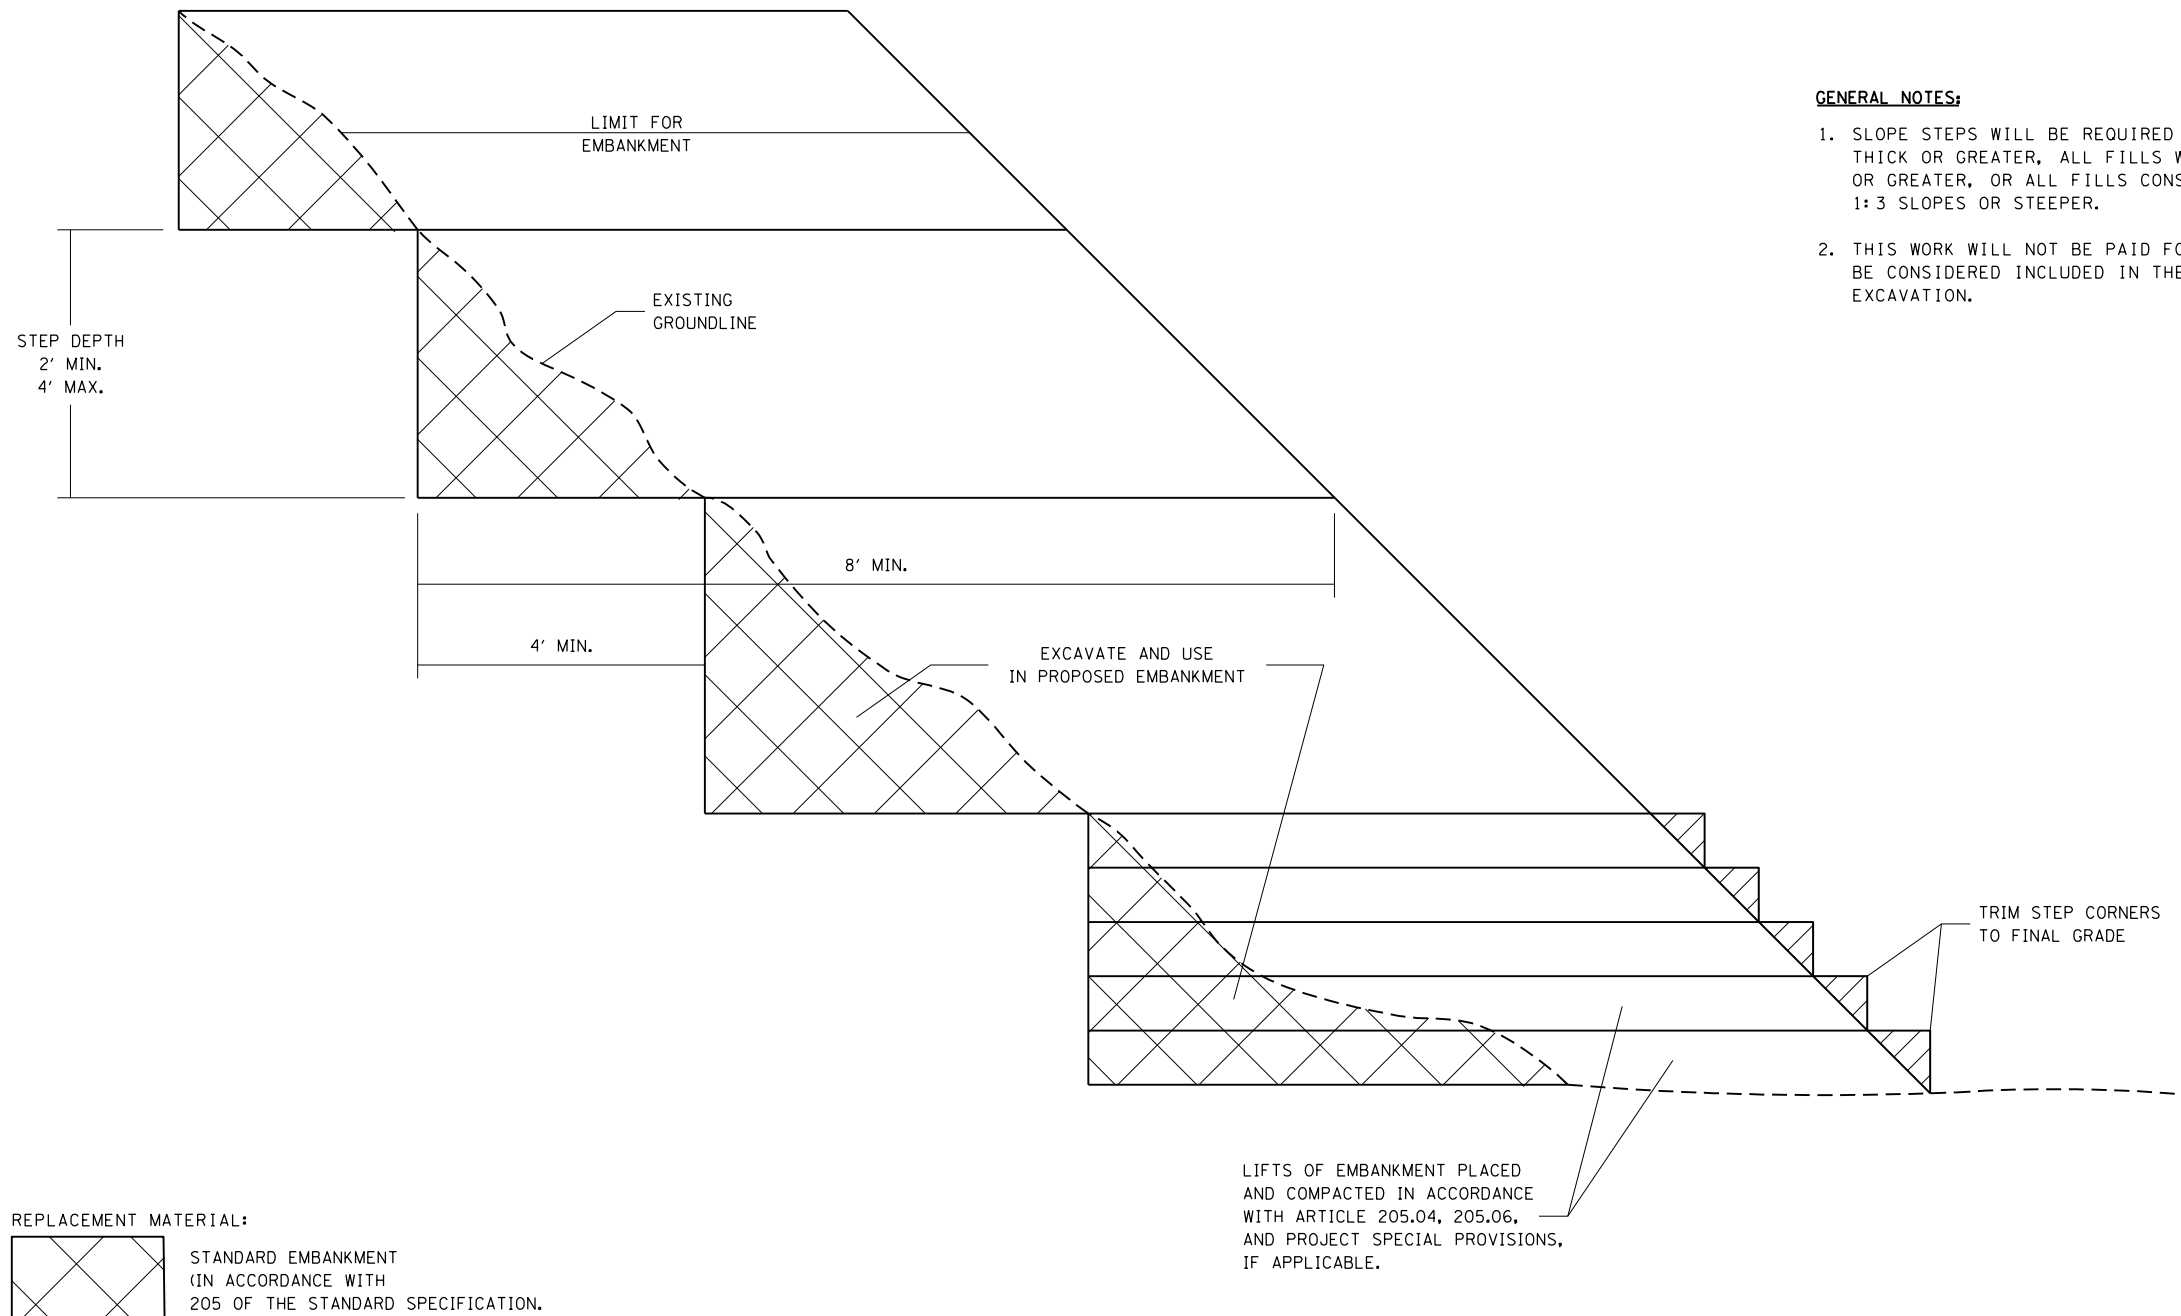 LIMIT FOR
EMBANKMENT
GENERAL NOTES:
1. SLOPE STEPS WILL BE REQUIRED
THICK OR GREATER, ALL FILLS
OR GREATER, OR ALL FILLS
1:3 SLOPES OR STEEPER.
2. THIS WORK WILL NOT BE PAID
BE CONSIDERED INCLUDED IN THE
EXCAVATION.
EXISTING
GROUNDLINE
STEP DEPTH
2' MIN.
4' MAX.
8' MIN.
4' MIN.
EXCAVATE AND USE
IN PROPOSED EMBANKMENT
TRIM STEP CORNERS
TO FINAL GRADE
LIFTS OF EMBANKMENT PLACED
AND COMPACTED IN ACCORDANCE
WITH ARTICLE 205.04, 205.06,
AND PROJECT SPECIAL PROVISIONS,
IF APPLICABLE.
REPLACEMENT MATERIAL:
STANDARD EMBANKMENT
(IN ACCORDANCE WITH
205 OF THE STANDARD SPECIFICATION.